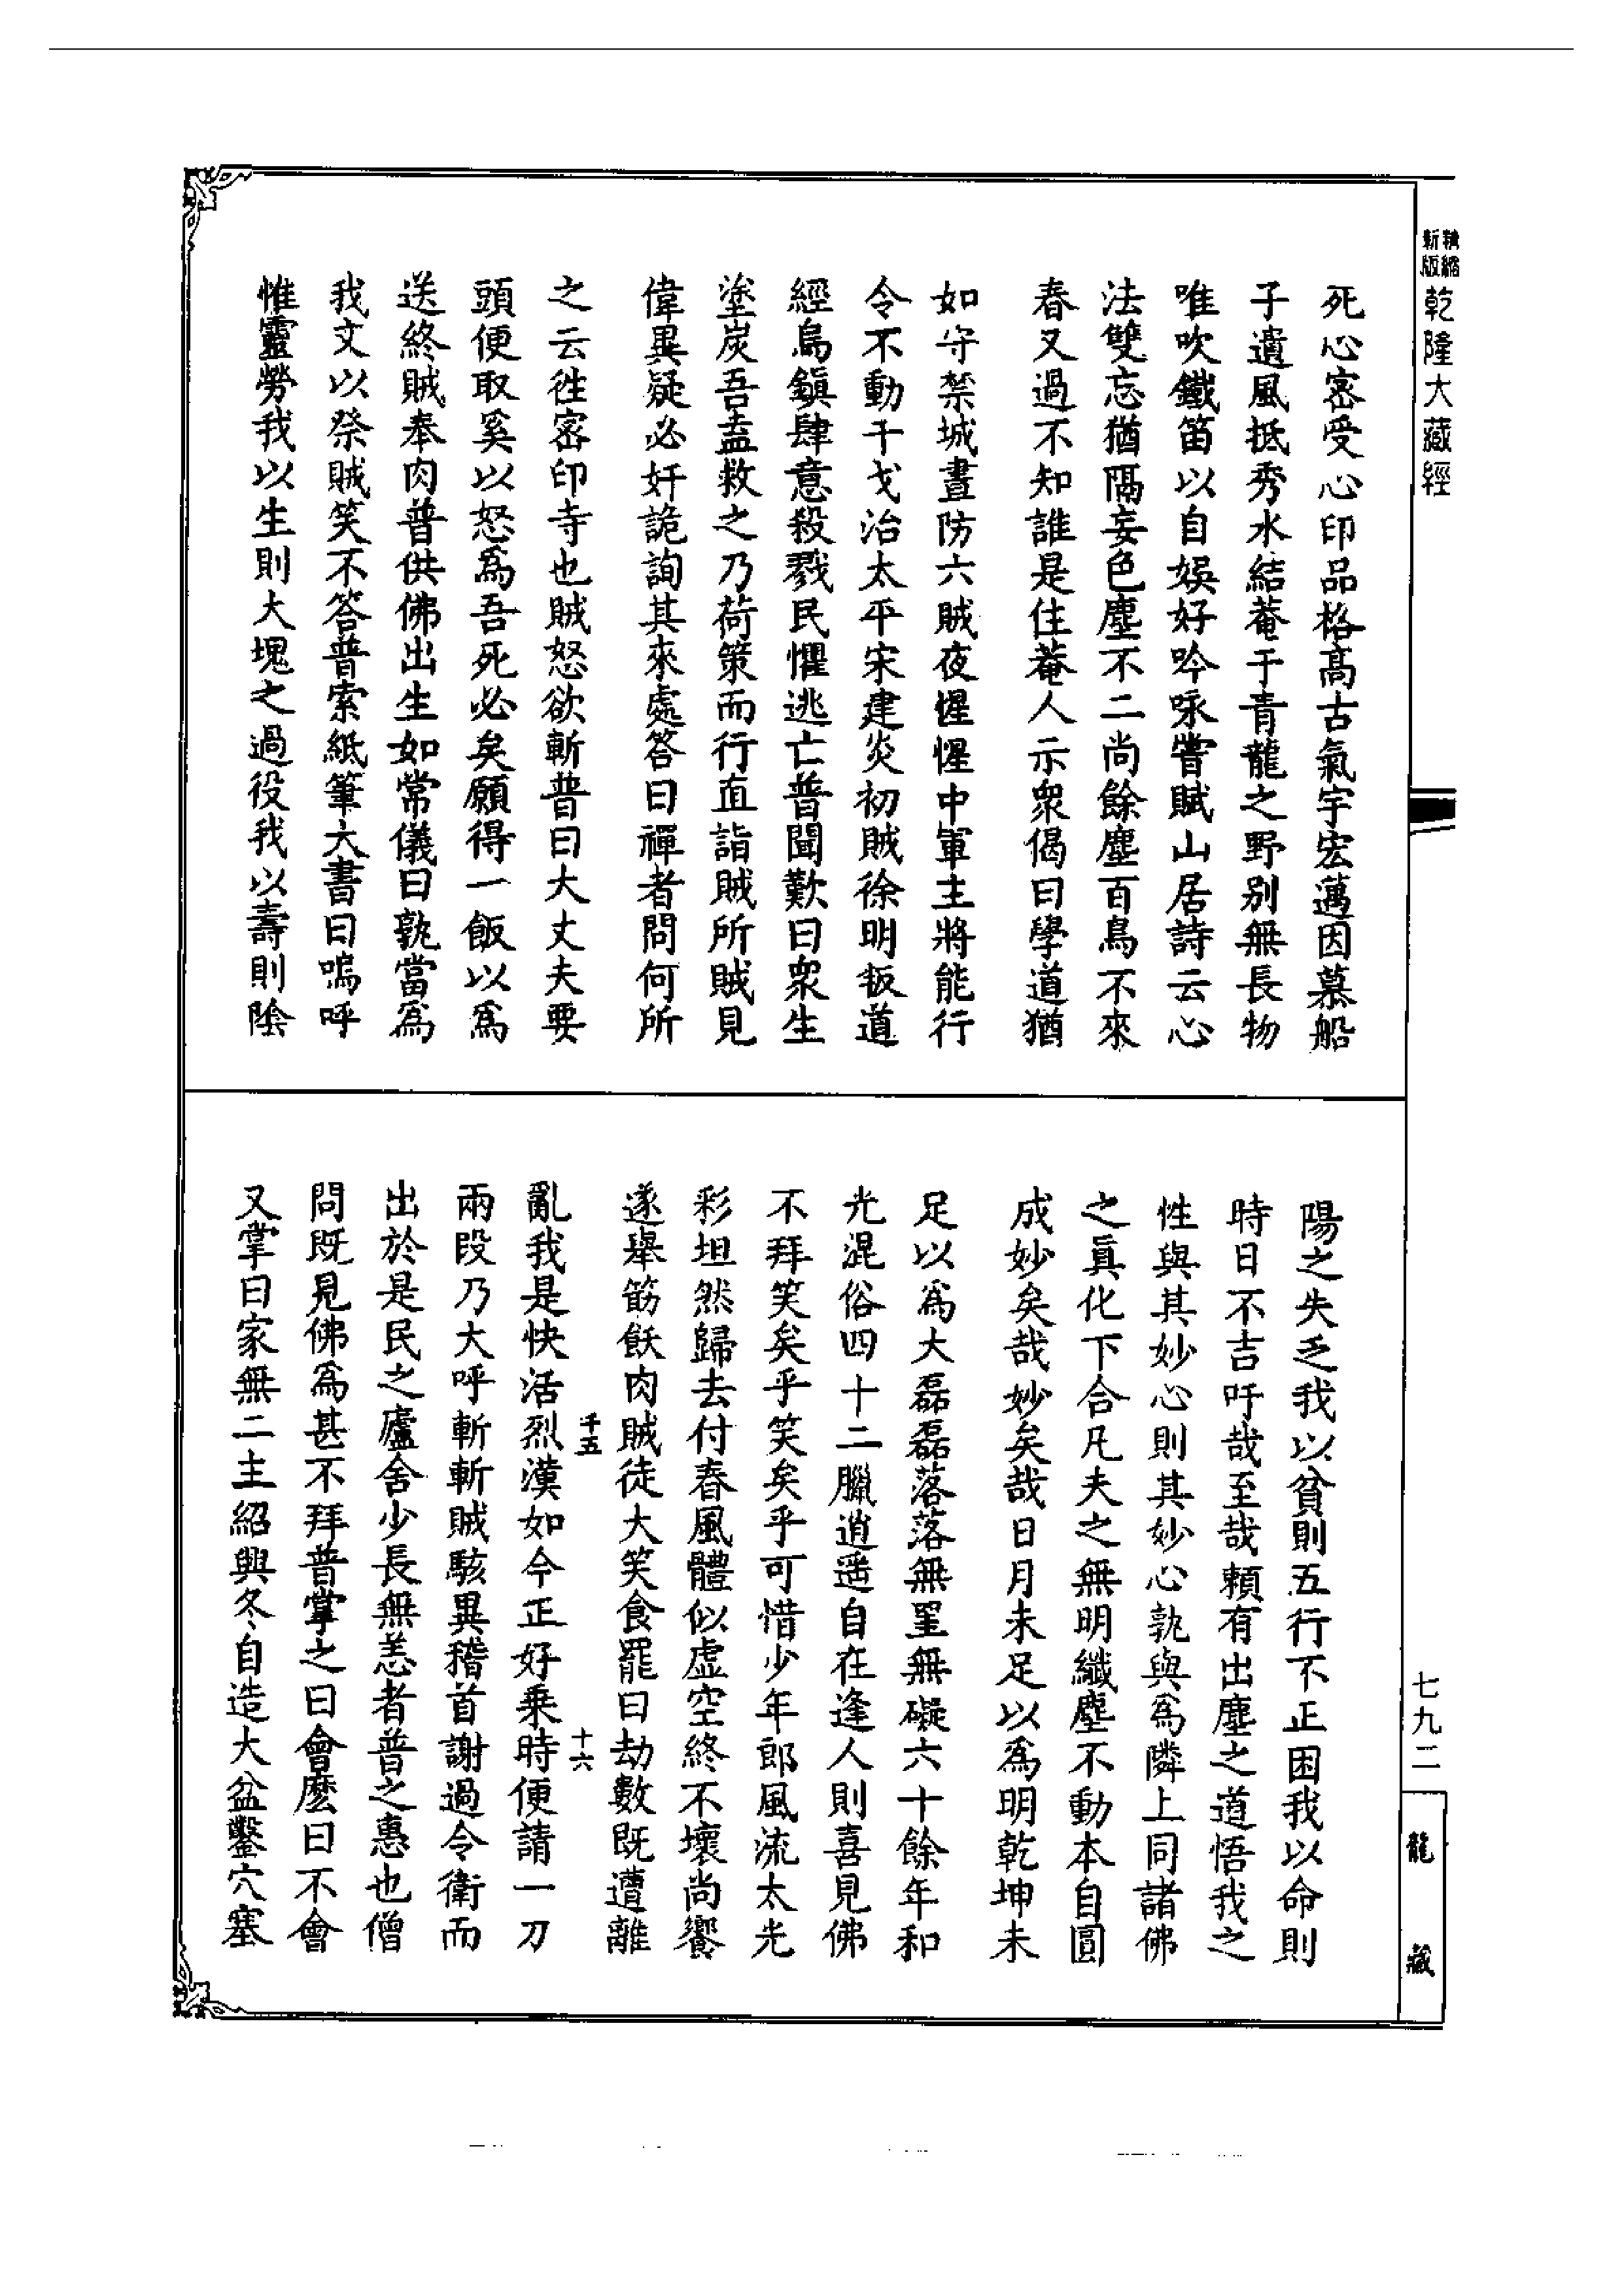 精縮
新版
乾隆大藏經
死心密受心印品格高古氣宇宏邁因慕船
子遺風抵秀水結菴于青龍之野别無長物
唯吹鐵笛以自娛好吟咏嘗賦山居詩云心
法雙忘猶隔妄色塵不二尚餘塵百鳥不來
春又過不知誰是住菴人示衆偈曰學道猶
如守禁城晝防六賊夜惺惺中軍主將能行
令不動干戈治太平宋建炎初賊徐明叛道
經烏鎮肆意殺戮民懼逃亡普聞歎曰衆生
塗炭吾盍救之乃荷策而行直詣賊所賊見
偉異疑必奸詭詢其來處答曰禪者問何所
之云徃密印寺也賊怒欲斬普曰大丈夫要
頭便取奚以怒爲吾死必矣願得一飯以爲
送終賊奉肉普供佛出生如常儀曰孰當爲
我文以祭賊笑不答普索紙筆大書曰嗚呼
惟靈勞我以生則大塊之過役我以壽則陰
陽之失乏我以貧則五行不正困我以命則
時日不吉吁哉至哉賴有出塵之道悟我之
性與其妙心則其妙心孰與爲隣上同諸佛
之眞化下合凡夫之無明纖塵不動本自圓
成妙矣哉妙矣哉日月未足以爲明乾坤未
足以爲大磊磊落落無罣無礙六十餘年和
光混俗四十二臘逍遥自在逢人則喜見佛
不拜笑矣乎笑矣乎可惜少年郎風流太光
彩坦然歸去付春風體似虛空終不壞尚饗
遂舉筯飫肉賊徒大笑食罷曰劫數既遭離
千五
十六
亂我是快活烈漢如今正好乗時便請一刀
兩段乃大呼斬斬賊駭異稽首謝過令衛而
出於是民之廬舍少長無恙者普之惠也僧
問既見佛爲甚不拜普掌之曰會麽曰不會
又掌曰家無二主紹興冬自造大盆鑿穴塞
七九二
龍藏